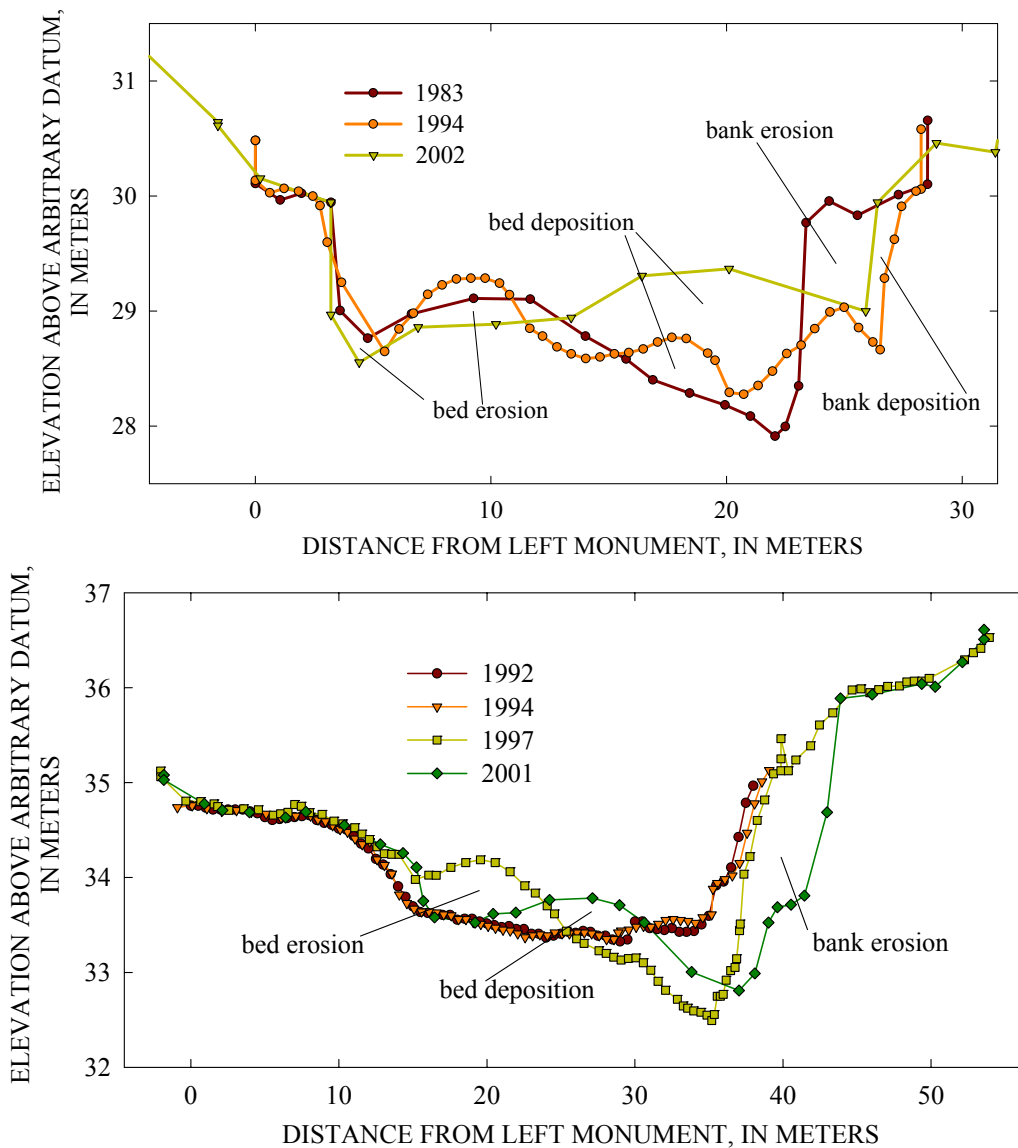 ELEVATION ABOVE ARBITRARY DATUM,
IN METERS
31
30
29
28
1983
1994
2002
bank erosion
bed deposition
bed erosion
bank deposition
0
10
20
30
DISTANCE FROM LEFT MONUMENT, IN METERS
ELEVATION ABOVE ARBITRARY DATUM,
IN METERS
37
36
35
34
33
32
1992
1994
1997
2001
bed erosion
bed deposition
bank erosion
0
10
20
30
40
50
DISTANCE FROM LEFT MONUMENT, IN METERS